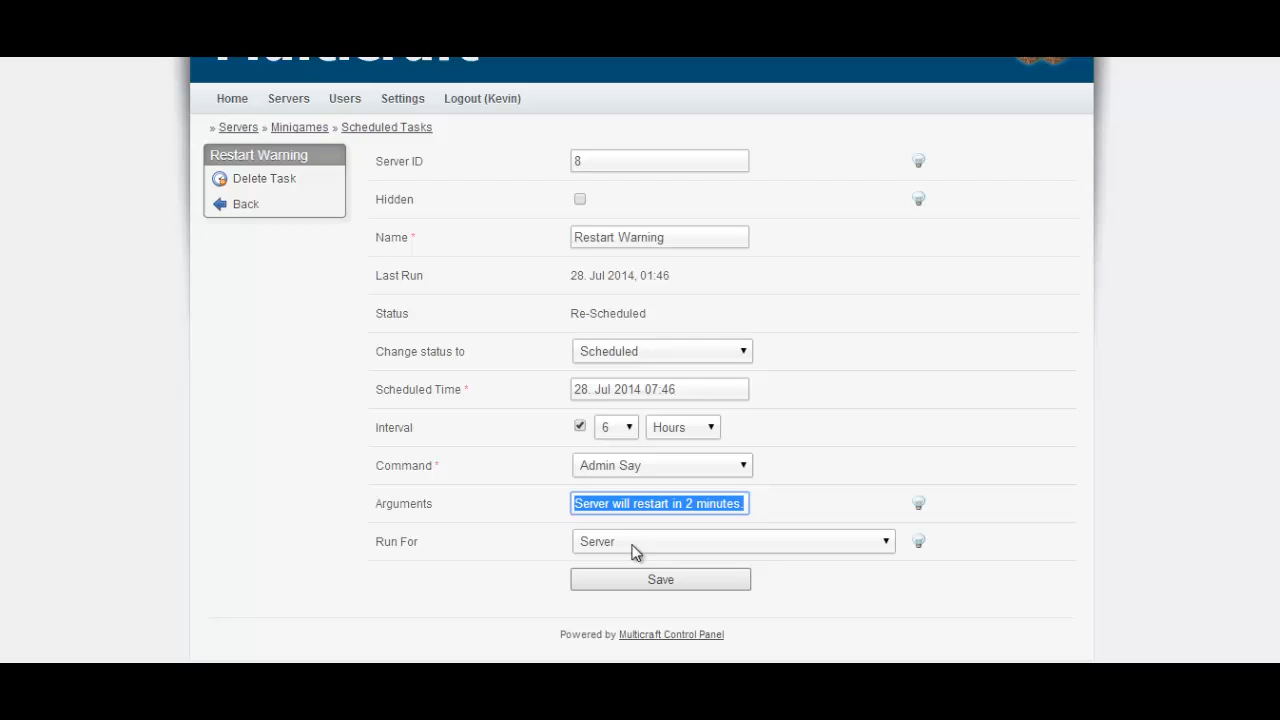 Home Servers Users Settings Logout (Kevin)
» Servers » Minigames » Scheduled Tasks
Restart Warning
Delete Task
Back
Server ID 8
Hidden
Name * Restart Warning
Last Run 28. Jul 2014, 01:46
Status Re-Scheduled
Change status to Scheduled
Scheduled Time * 28. Jul 2014 07:46
Interval 6 Hours
Command * Admin Say
Arguments Server will restart in 2 minutes.
Run For Server
Save
Powered by Multicraft Control Panel